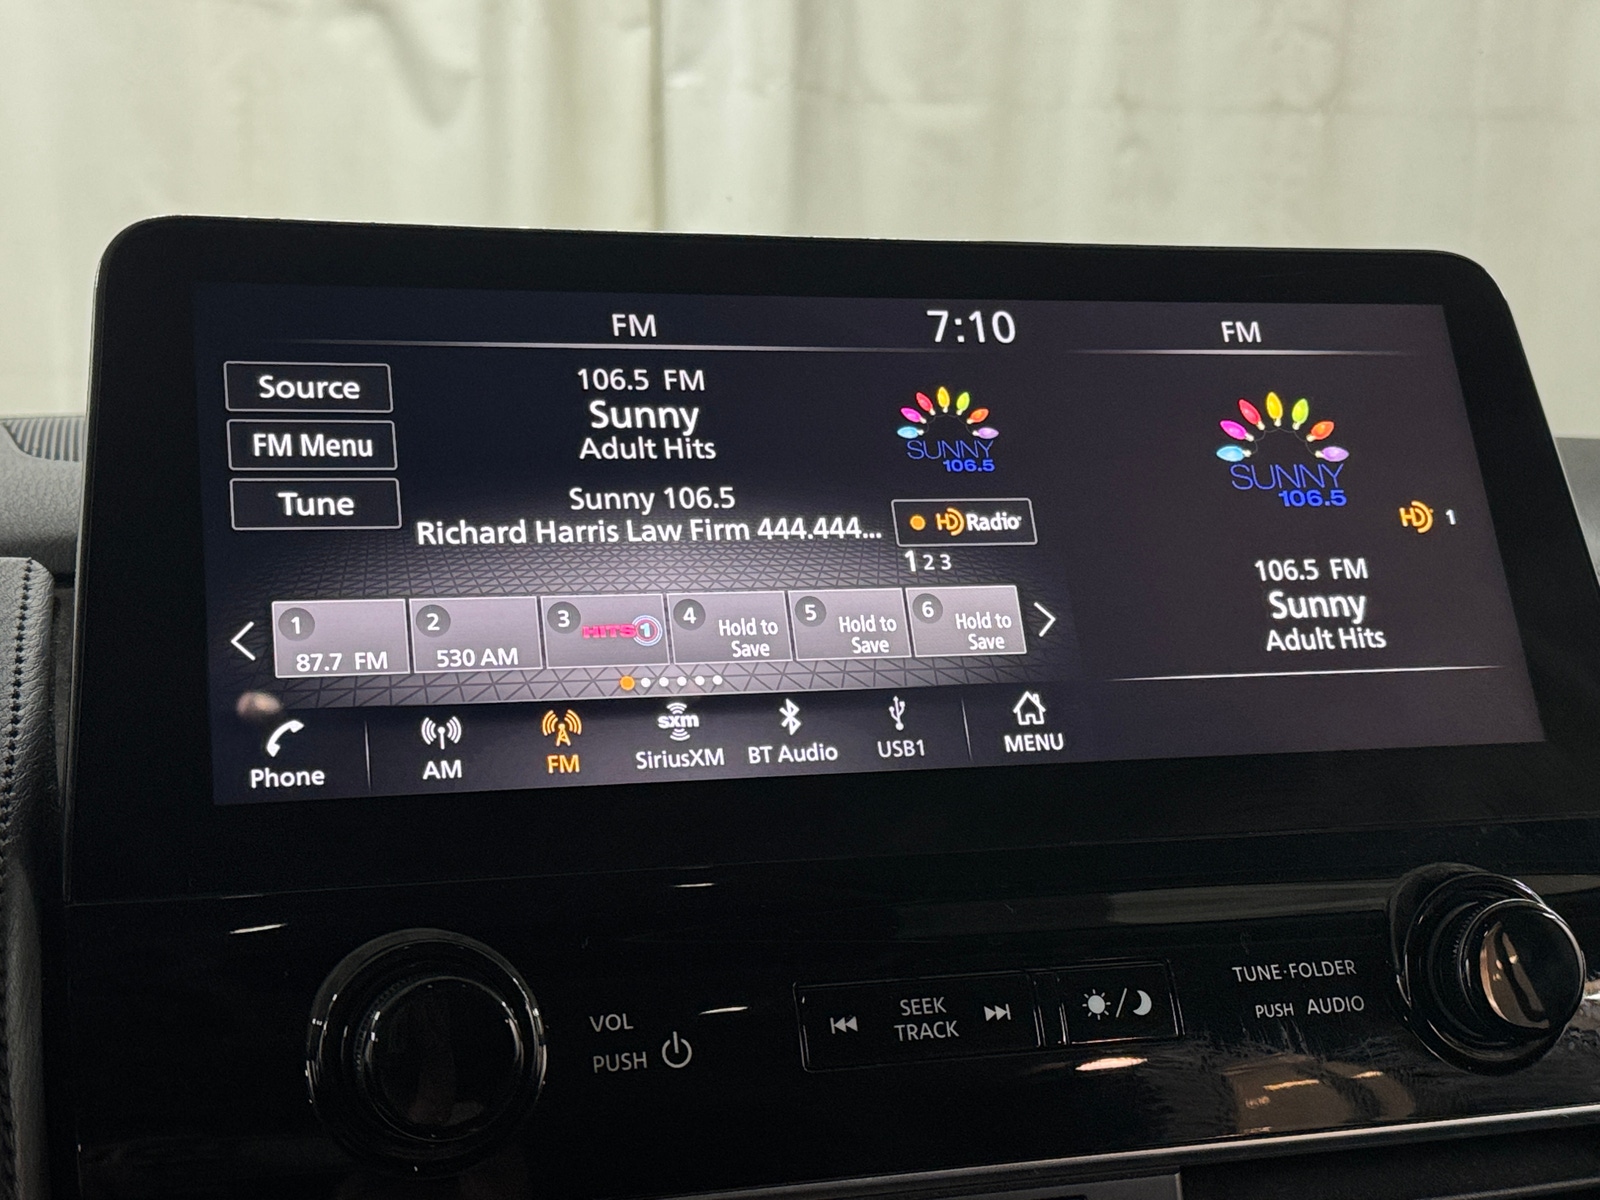 FM
7:10
FM
Source
FM Menu
Tune
106.5 FM
Sunny
Adult Hits
Sunny 106.5
Richard Harris Law Firm 444.444...
SUNNY
106.5
HD Radio
1 2 3
SUNNY
106.5
HD 1
106.5 FM
Sunny
Adult Hits
1
87.7 FM
2
530 AM
3
HITS 1
4
Hold to
Save
5
Hold to
Save
6
Hold to
Save
Phone
AM
FM
sxm
SiriusXM
BT Audio
USB1
MENU
VOL
PUSH
SEEK
TRACK
TUNE·FOLDER
PUSH AUDIO